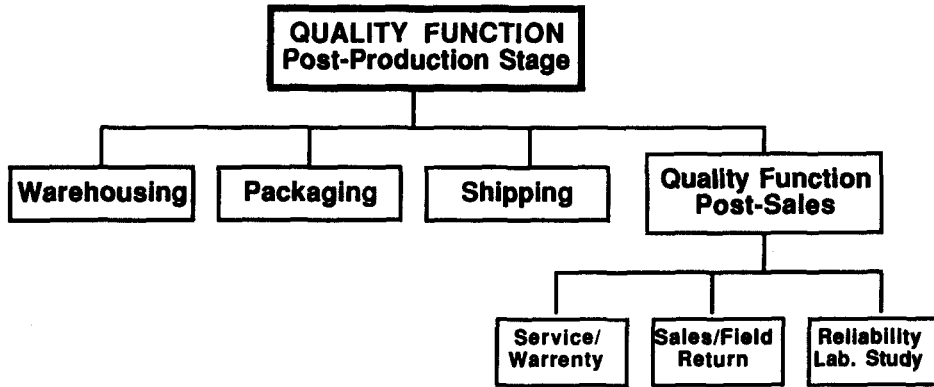 QUALITY FUNCTION
Post-Production Stage
Warehousing
Packaging
Shipping
Quality Function
Post-Sales
Service/
Warrenty
Sales/Field
Return
Reliability
Lab. Study